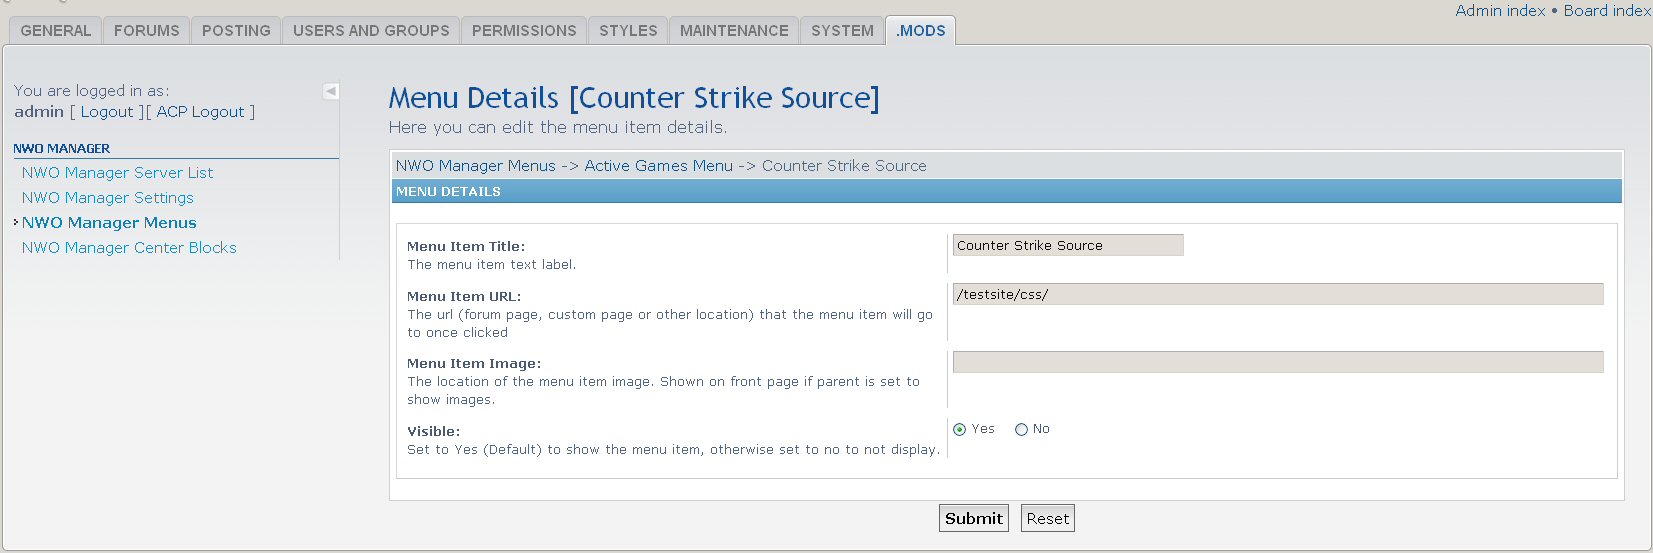 Admin index • Board index
GENERAL FORUMS POSTING USERS AND GROUPS PERMISSIONS STYLES MAINTENANCE SYSTEM .MODS
You are logged in as:
admin [ Logout ][ ACP Logout ]
NWO MANAGER
NWO Manager Server List
NWO Manager Settings
NWO Manager Menus
NWO Manager Center Blocks
Menu Details [Counter Strike Source]
Here you can edit the menu item details.
NWO Manager Menus -> Active Games Menu -> Counter Strike Source
MENU DETAILS
Menu Item Title:
The menu item text label.
Counter Strike Source
Menu Item URL:
The url (forum page, custom page or other location) that the menu item will go
to once clicked
/testsite/css/
Menu Item Image:
The location of the menu item image. Shown on front page if parent is set to
show images.
Visible:
Set to Yes (Default) to show the menu item, otherwise set to no to not display.
Yes No
Submit Reset